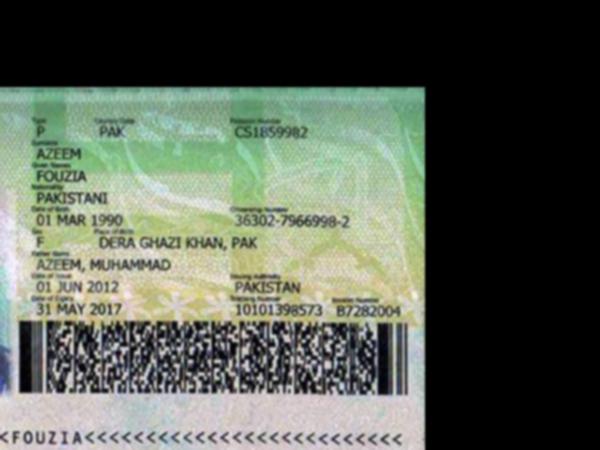 Type Country Code Passport Number
P PAK CS1859982
Surname
AZEEM
Given Names
FOUZIA
Nationality
PAKISTANI
Date of Birth Citizenship Number
01 MAR 1990 36302-7966998-2
Sex Place of Birth
F DERA GHAZI KHAN, PAK
Father Name
AZEEM, MUHAMMAD
Date of Issue Issuing Authority
01 JUN 2012 PAKISTAN
Date of Expiry Tracking Number Booklet Number
31 MAY 2017 10101398573 B7282004
<FOUZIA<<<<<<<<<<<<<<<<<<<<<<<<<<<<